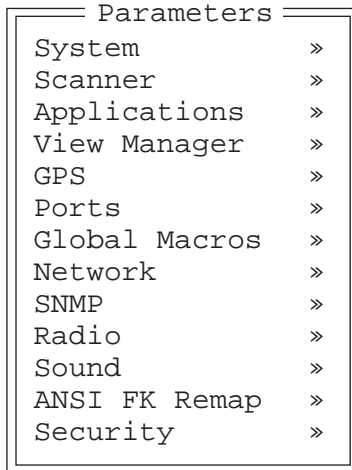 Parameters
System »
Scanner »
Applications »
View Manager »
GPS »
Ports »
Global Macros »
Network »
SNMP »
Radio »
Sound »
ANSI FK Remap »
Security »